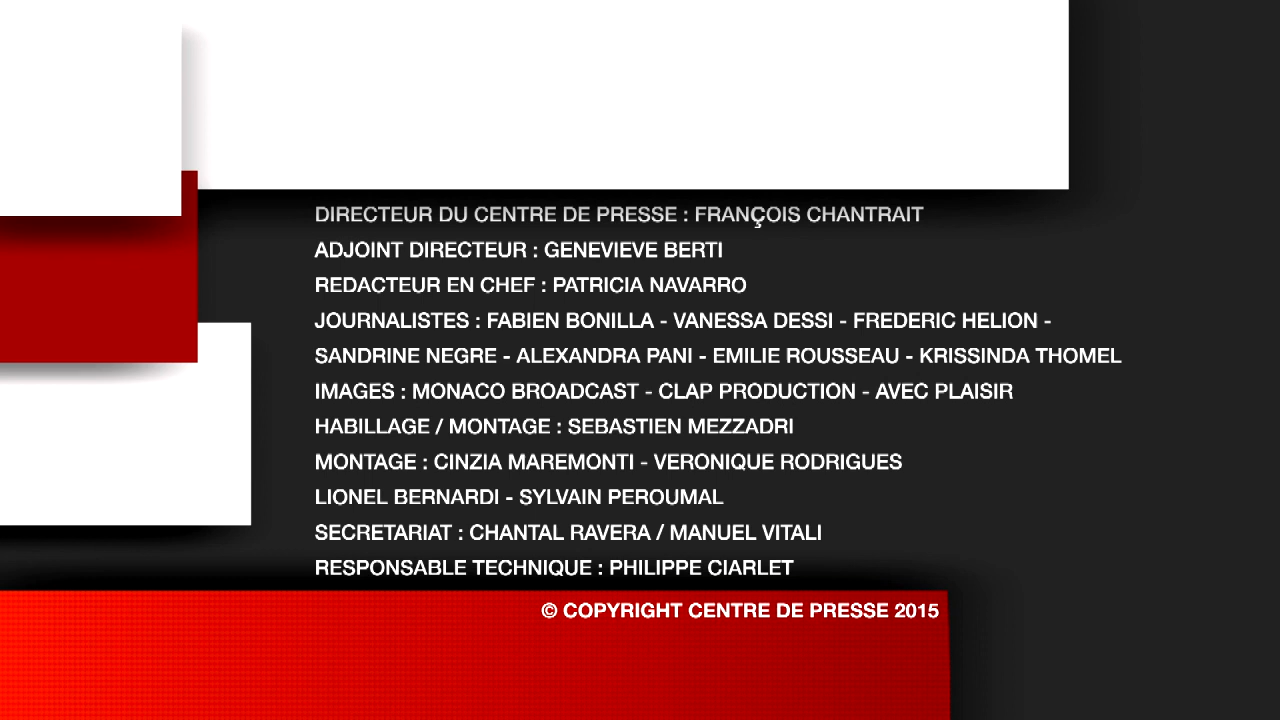 DIRECTEUR DU CENTRE DE PRESSE : FRANÇOIS CHANTRAIT
ADJOINT DIRECTEUR : GENEVIEVE BERTI
REDACTEUR EN CHEF : PATRICIA NAVARRO
JOURNALISTES : FABIEN BONILLA - VANESSA DESSI - FREDERIC HELION -
SANDRINE NEGRE - ALEXANDRA PANI - EMILIE ROUSSEAU - KRISSINDA THOMEL
IMAGES : MONACO BROADCAST - CLAP PRODUCTION - AVEC PLAISIR
HABILLAGE / MONTAGE : SEBASTIEN MEZZADRI
MONTAGE : CINZIA MAREMONTI - VERONIQUE RODRIGUES
LIONEL BERNARDI - SYLVAIN PEROUMAL
SECRETARIAT : CHANTAL RAVERA / MANUEL VITALI
RESPONSABLE TECHNIQUE : PHILIPPE CIARLET
© COPYRIGHT CENTRE DE PRESSE 2015